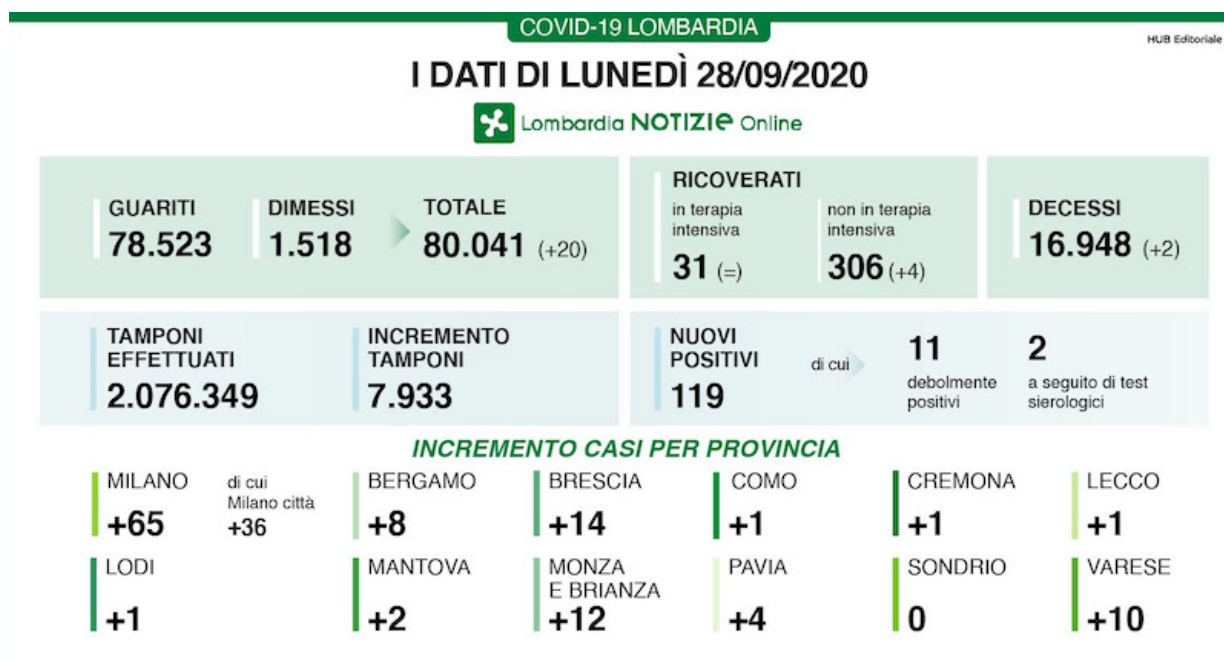 COVID-19 LOMBARDIA
HUB Editoriale
I DATI DI LUNEDÌ 28/09/2020
Lombardia NOTIZIE Online
GUARITI
78.523
DIMESSI
1.518
TOTALE
80.041 (+20)
RICOVERATI
in terapia
intensiva
31 (=)
non in terapia
intensiva
306 (+4)
DECESSI
16.948 (+2)
TAMPONI
EFFETTUATI
2.076.349
INCREMENTO
TAMPONI
7.933
NUOVI
POSITIVI
119
di cui
11
debolmente
positivi
2
a seguito di test
sierologici
INCREMENTO CASI PER PROVINCIA
MILANO
+65
di cui
Milano città
+36
BERGAMO
+8
BRESCIA
+14
COMO
+1
CREMONA
+1
LECCO
+1
LODI
+1
MANTOVA
+2
MONZA
E BRIANZA
+12
PAVIA
+4
SONDRIO
0
VARESE
+10